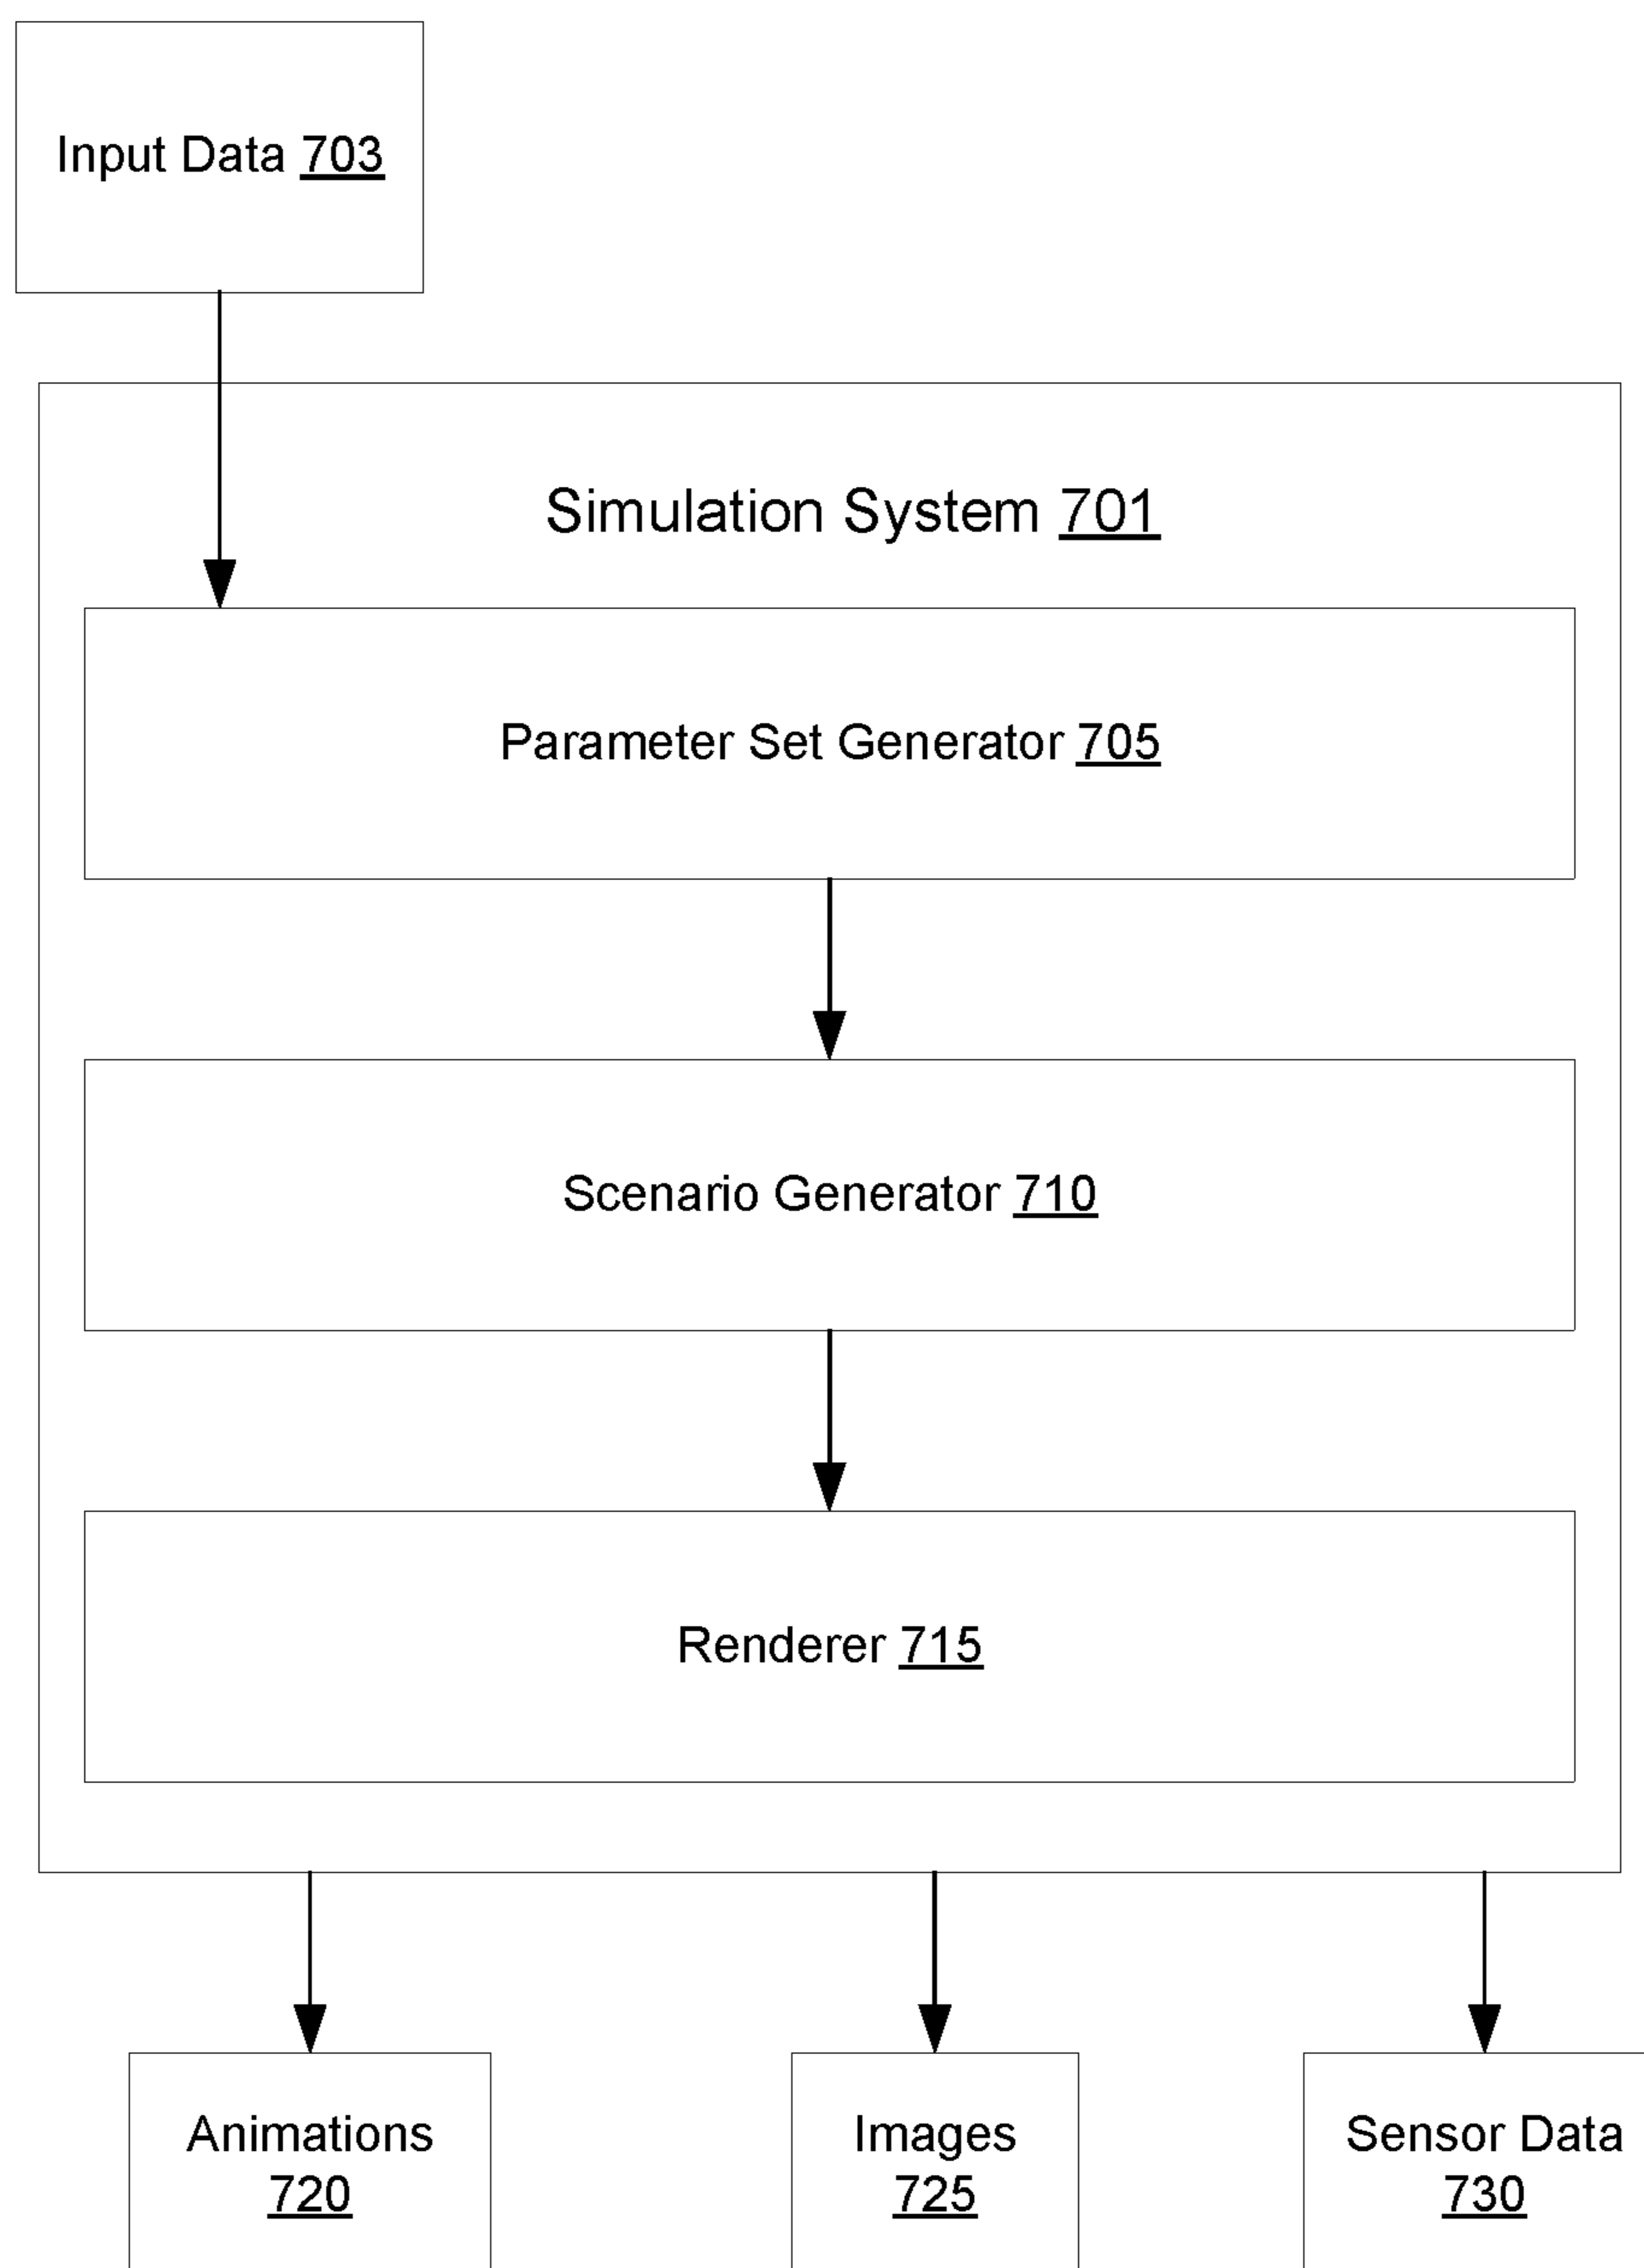 Input Data 703
Simulation System 701
Parameter Set Generator 705
Scenario Generator 710
Renderer 715
Animations
720
Images
725
Sensor Data
730